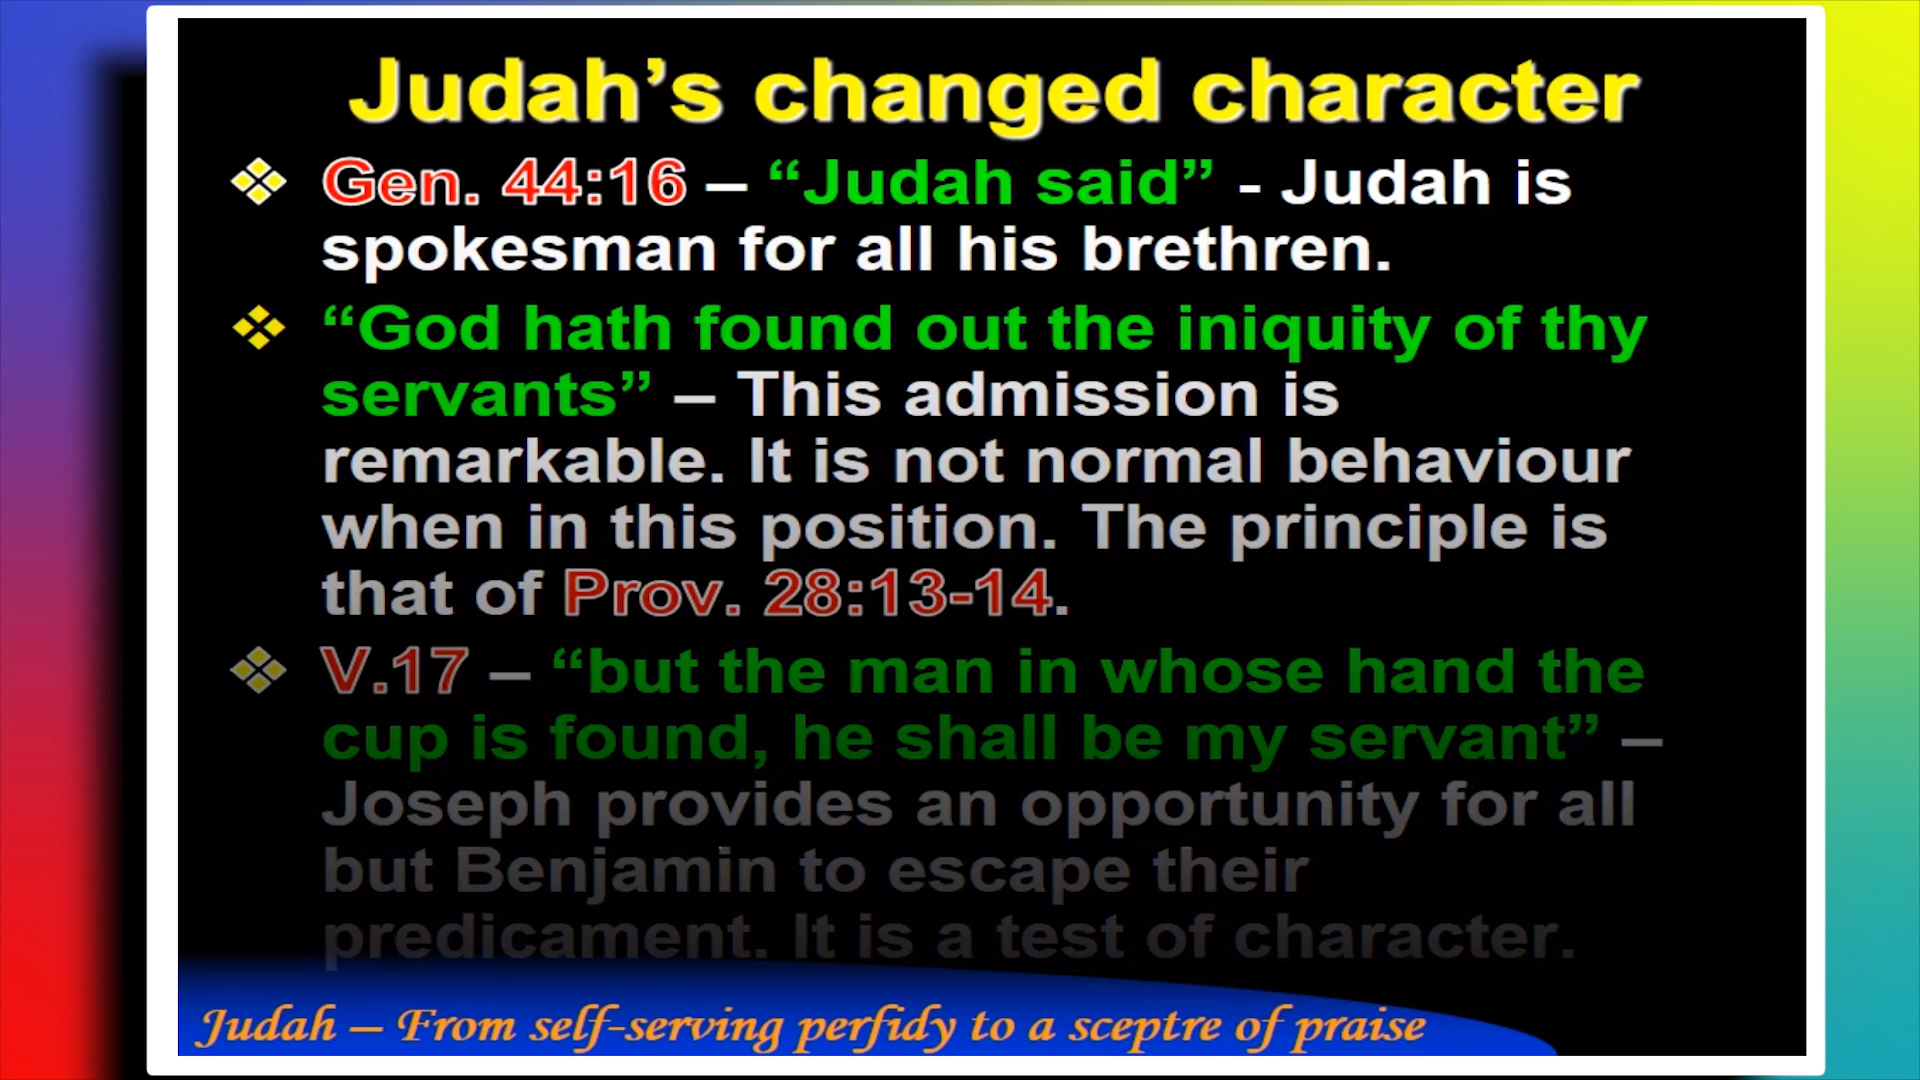 Judah’s changed character
Gen. 44:16 – “Judah said” - Judah is
spokesman for all his brethren.
“God hath found out the iniquity of thy
servants” – This admission is
remarkable. It is not normal behaviour
when in this position. The principle is
that of Prov. 28:13-14.
V.17 – “but the man in whose hand the
cup is found, he shall be my servant” –
Joseph provides an opportunity for all
but Benjamin to escape their
predicament. It is a test of character.
Judah – From self-serving perfidy to a sceptre of praise